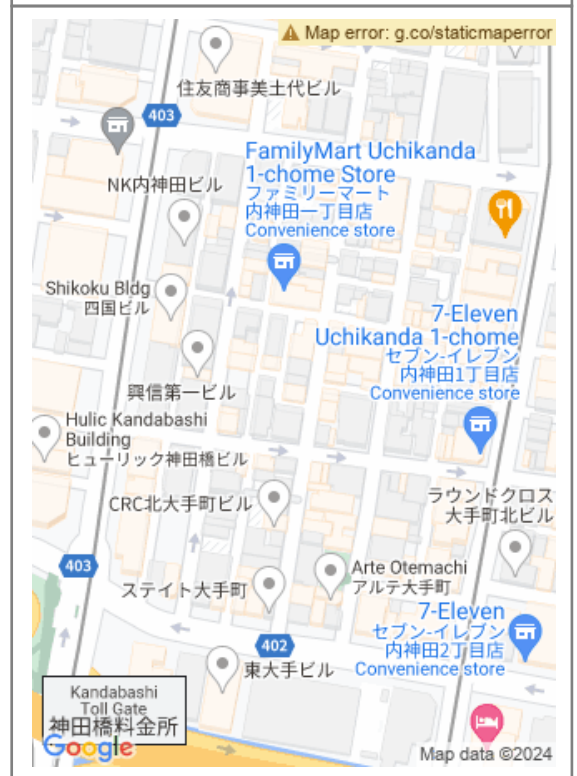 Map error: g.co/staticmaperror
住友商事美土代ビル
403
FamilyMart Uchikanda
1-chome Store
ファミリーマート
内神田一丁目店
Convenience store
NK内神田ビル
Shikoku Bldg
四国ビル
7-Eleven
Uchikanda 1-chome
セブン-イレブン
内神田1丁目店
Convenience store
興信第一ビル
Hulic Kandabashi
Building
ヒューリック神田橋ビル
CRC北大手町ビル
ラウンドクロス
大手町北ビル
403
Arte Otemachi
アルテ大手町
ステイト大手町
7-Eleven
セブン-イレブン
内神田2丁目店
Convenience store
402
東大手ビル
Kandabashi
Toll Gate
神田橋料金所
Google
Map data ©2024